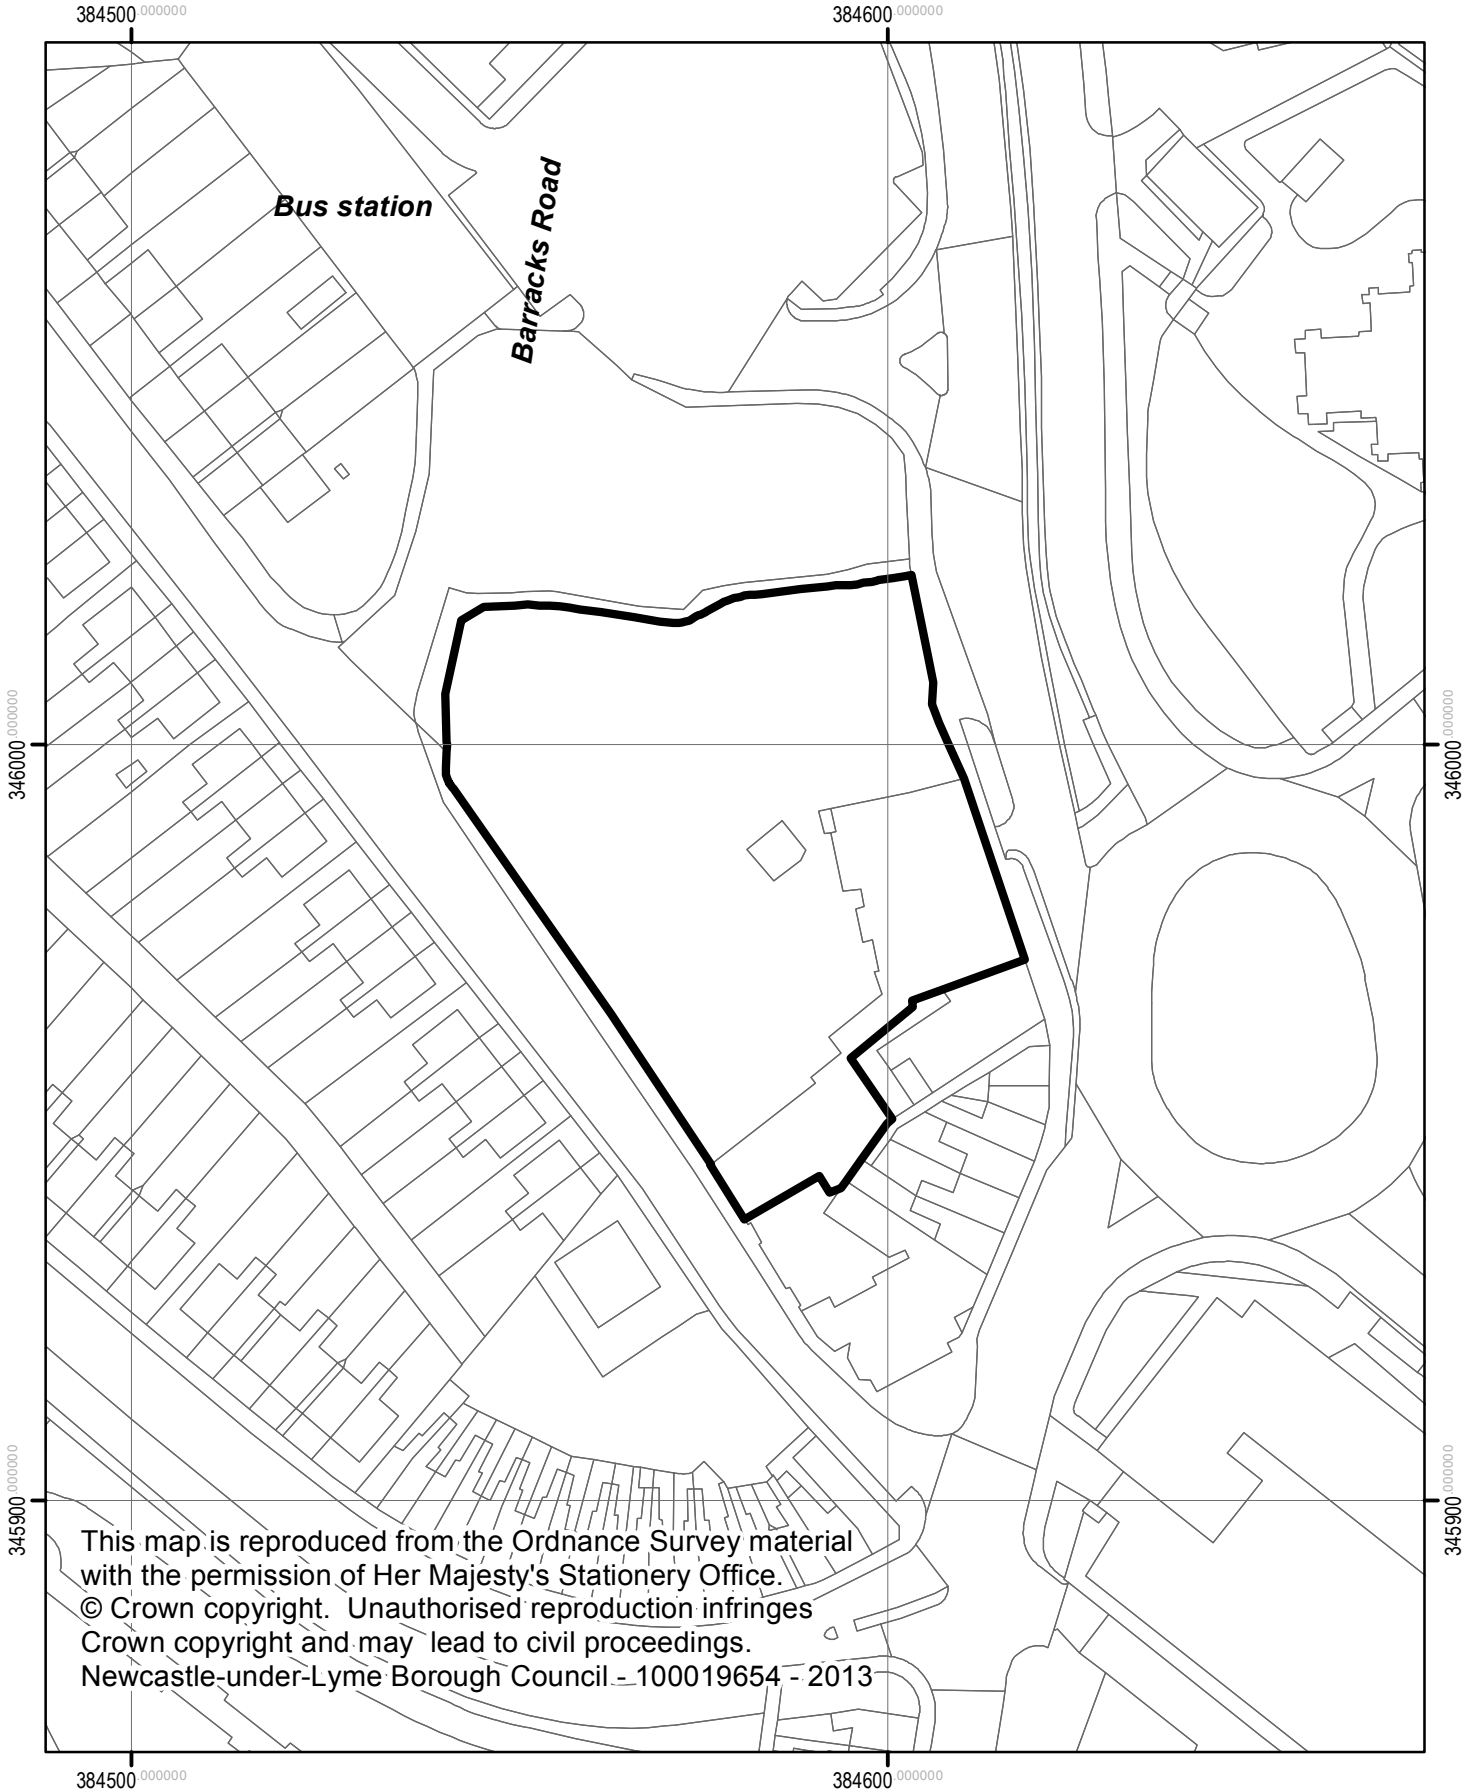 384500.000000
384600.000000
Bus station
Barracks Road
346000.000000
346000.000000
345900.000000
345900.000000
This map is reproduced from the Ordnance Survey material
with the permission of Her Majesty's Stationery Office.
© Crown copyright. Unauthorised reproduction infringes
Crown copyright and may lead to civil proceedings.
Newcastle-under-Lyme Borough Council - 100019654 - 2013
384500.000000
384600.000000